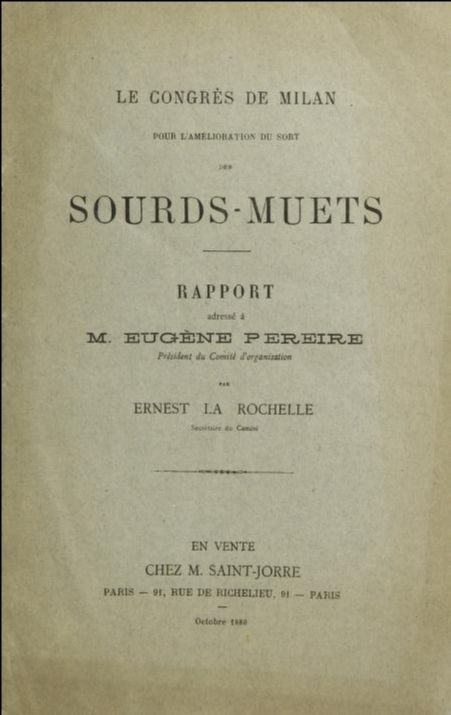 LE CONGRÈS DE MILAN
POUR L'AMÉLIORATION DU SORT
DES
SOURDS-MUETS
RAPPORT
adressé à
M. EUGÈNE PEREIRE
Président du Comité d'organisation
PAR
ERNEST LA ROCHELLE
Secrétaire du Comité
EN VENTE
CHEZ M. SAINT-JORRE
PARIS — 91, RUE DE RICHELIEU, 91 — PARIS
Octobre 1880